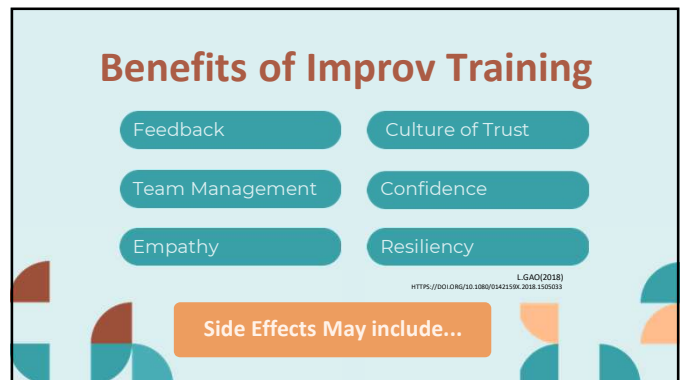 Benefits of Improv Training
Feedback
Culture of Trust
Team Management
Confidence
Empathy
Resiliency
L.GAO(2018)
HTTPS://DOI.ORG/10.1080/0142159X.2018.1505033
Side Effects May include...